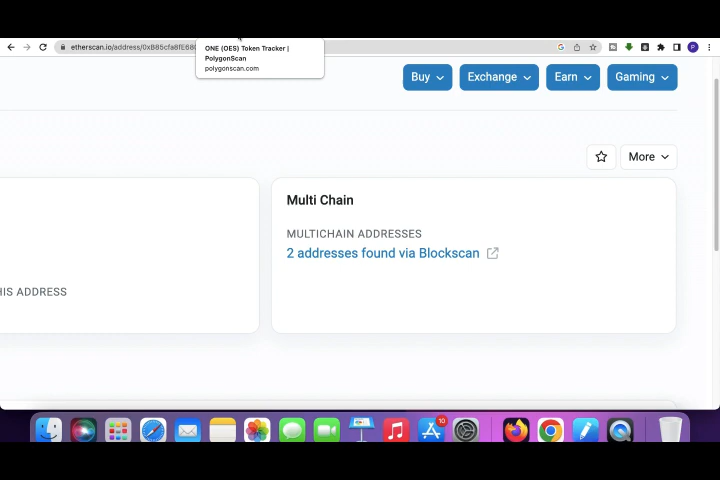 etherscan.io/address/0xB85cfa8fE680
ONE (OES) Token Tracker |
PolygonScan
polygonscan.com
P
Buy
Exchange
Earn
Gaming
More
Multi Chain
MULTICHAIN ADDRESSES
2 addresses found via Blockscan
HIS ADDRESS
10